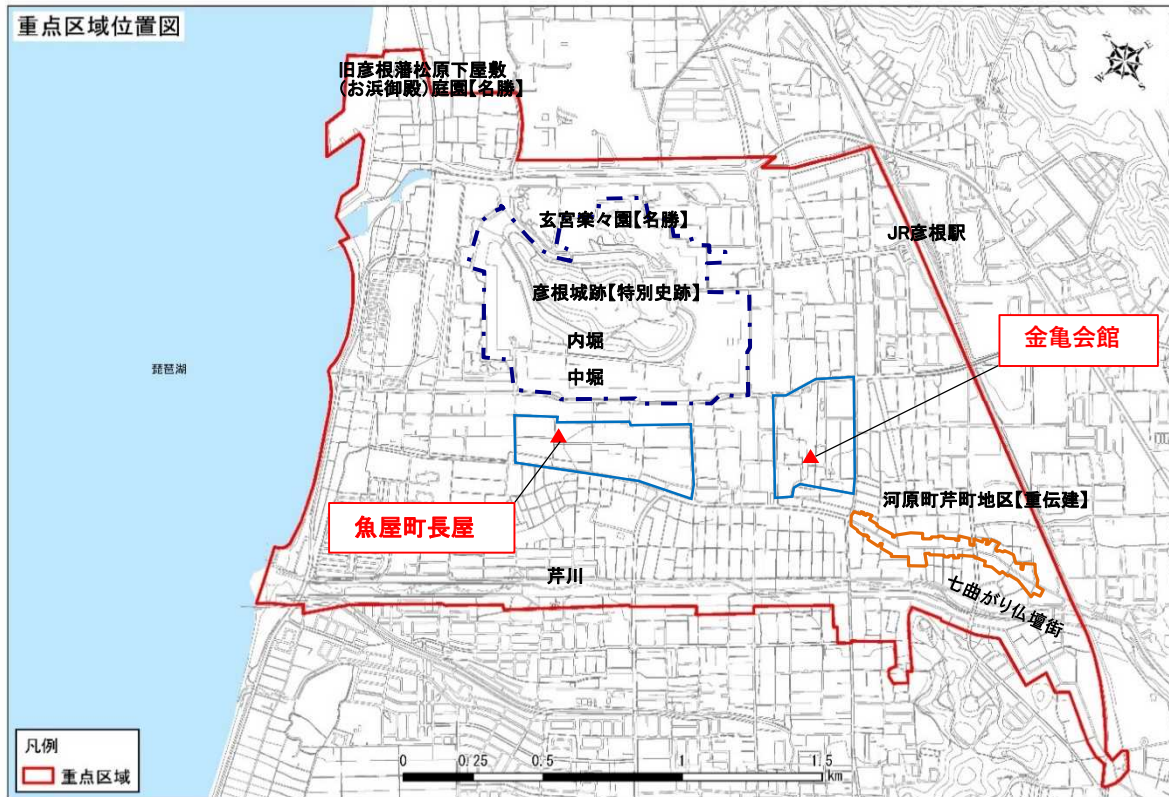 重点区域位置図
旧彦根藩松原下屋敷
(お浜御殿)庭園【名勝】
N
E
W
S
玄宮楽々園【名勝】
JR彦根駅
彦根城跡【特別史跡】
金亀会館
内堀
琵琶湖
中堀
河原町芹町地区【重伝建】
魚屋町長屋
芹川
七曲がり仏壇街
凡例
重点区域
0 0.25 0.5 1 1.5
km